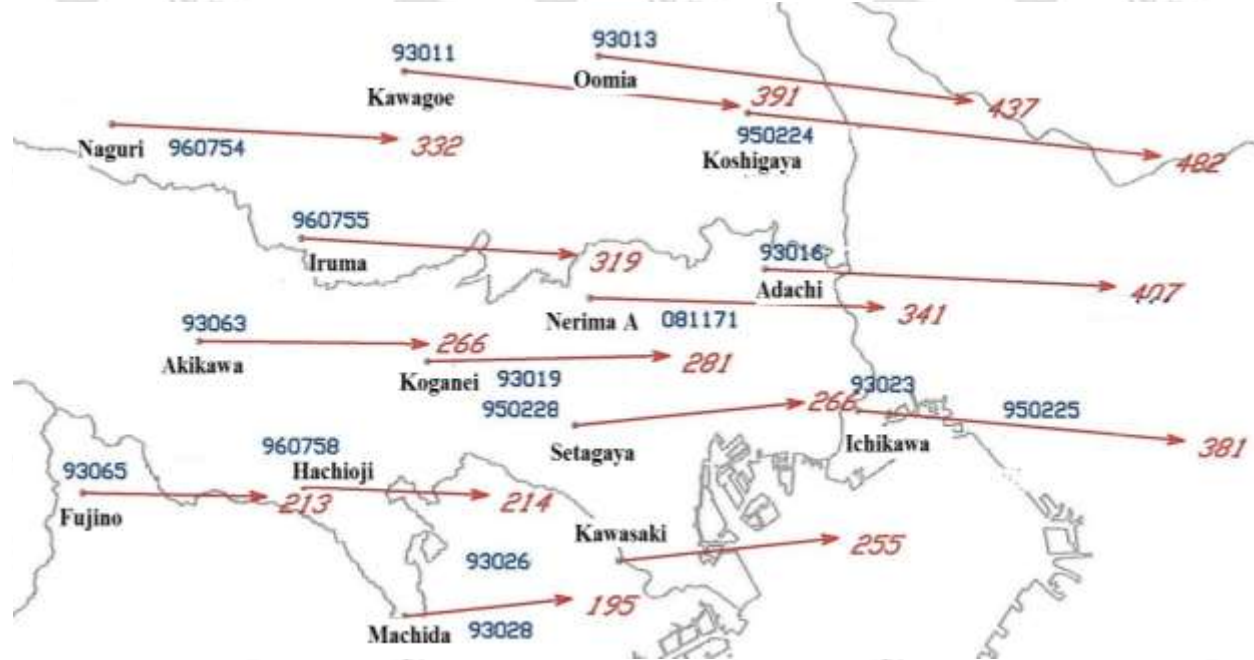 93013
93011
Oomia
Kawagoe
391
437
950224
Naguri 960754
332
Koshigaya
482
960755
Iruma
319
93016
Adachi
407
Nerima A 081171
341
93063
266
Akikawa
281
Koganei 93019
950228
266
93023
950225
Setagaya
Ichikawa
381
960758
93065
Hachioji
213
214
Fujino
Kawasaki
255
93026
195
Machida 93028